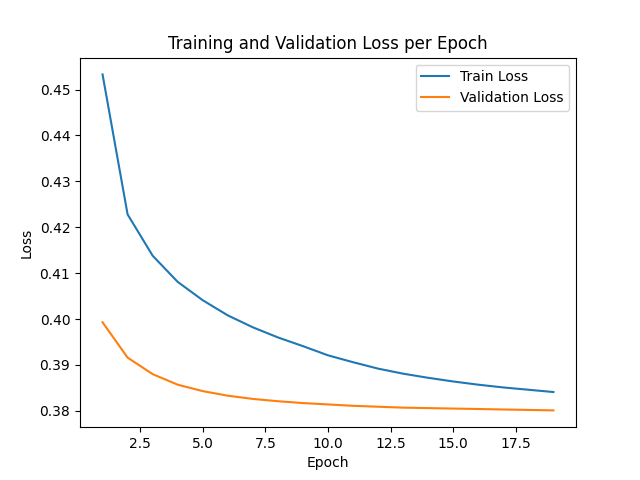 Training and Validation Loss per Epoch
Train Loss
Validation Loss
0.45
0.44
0.43
0.42
0.41
0.40
0.39
0.38
Loss
2.5 5.0 7.5 10.0 12.5 15.0 17.5
Epoch